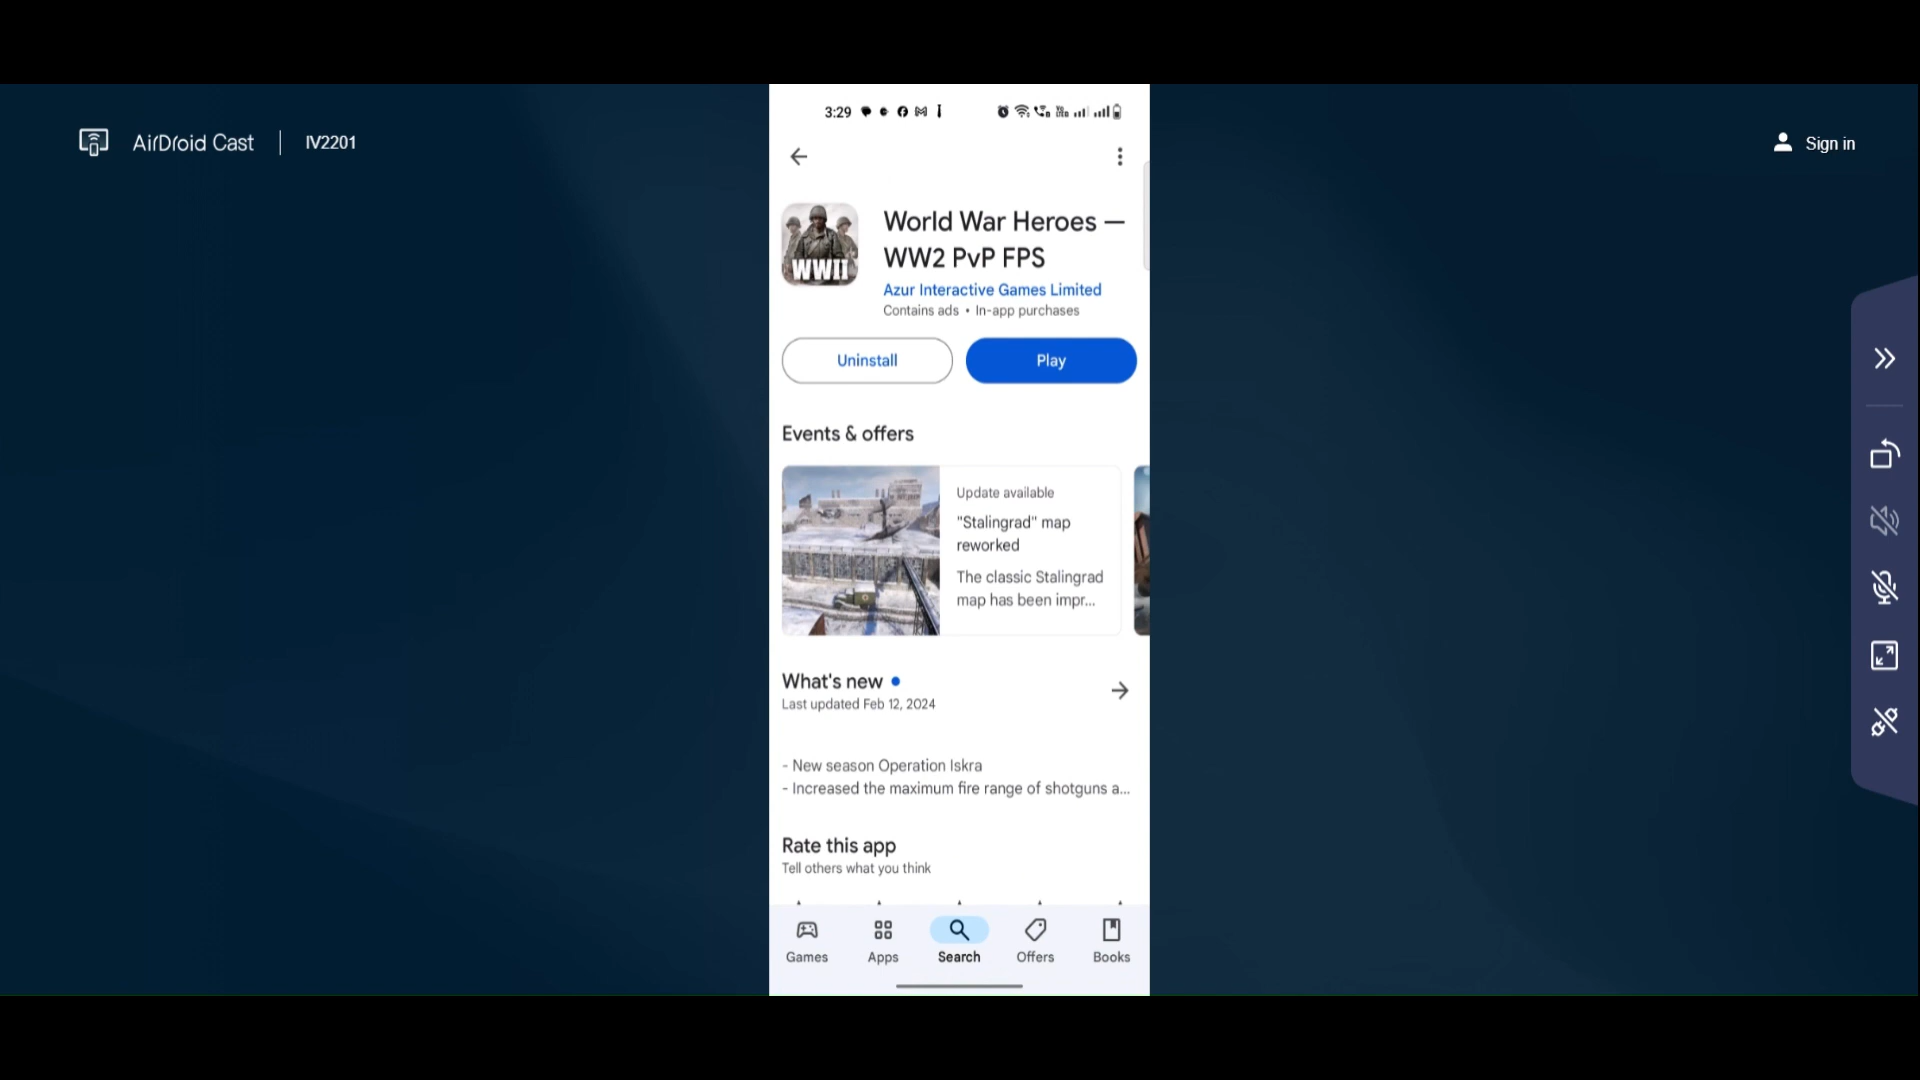 3:29
AirDroid Cast
IV2201
Sign in
WWII
World War Heroes —
WW2 PvP FPS
Azur Interactive Games Limited
Contains ads • In-app purchases
Uninstall
Play
Events & offers
Update available
"Stalingrad" map
reworked
The classic Stalingrad
map has been impr...
What's new
Last updated Feb 12, 2024
- New season Operation Iskra
- Increased the maximum fire range of shotguns a...
Rate this app
Tell others what you think
Games
Apps
Search
Offers
Books